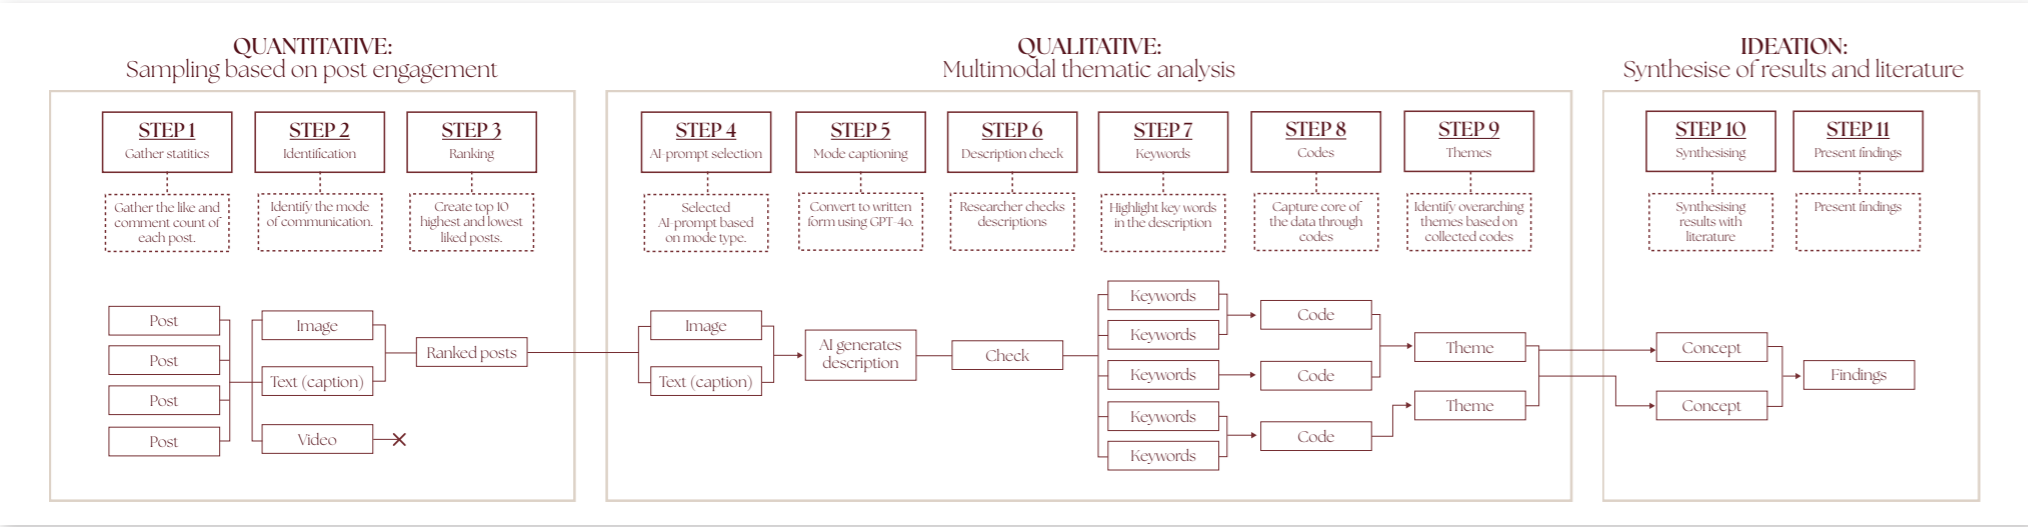 QUANTITATIVE:
Sampling based on post engagement
QUALITATIVE:
Multimodal thematic analysis
IDEATION:
Synthesise of results and literature
STEP 1
Gather statitics
STEP 2
Identification
STEP 3
Ranking
STEP 4
AI-prompt selection
STEP 5
Mode captioning
STEP 6
Description check
STEP 7
Keywords
STEP 8
Codes
STEP 9
Themes
STEP 10
Synthesising
STEP 11
Present findings
Gather the like and
comment count of
each post.
Identify the mode
of communication.
Create top 10
highest and lowest
liked posts.
Selected
AI-prompt based
on mode type.
Convert to written
form using GPT-4o.
Researcher checks
descriptions
Highlight key words
in the description
Capture core of
the data through
codes
Identify overarching
themes based on
collected codes
Synthesising
results with
literature
Present findings
Post
Post
Post
Post
Image
Text (caption)
Video
Ranked posts
Image
Text (caption)
AI generates
description
Check
Keywords
Keywords
Keywords
Keywords
Keywords
Code
Code
Code
Theme
Theme
Concept
Concept
Findings